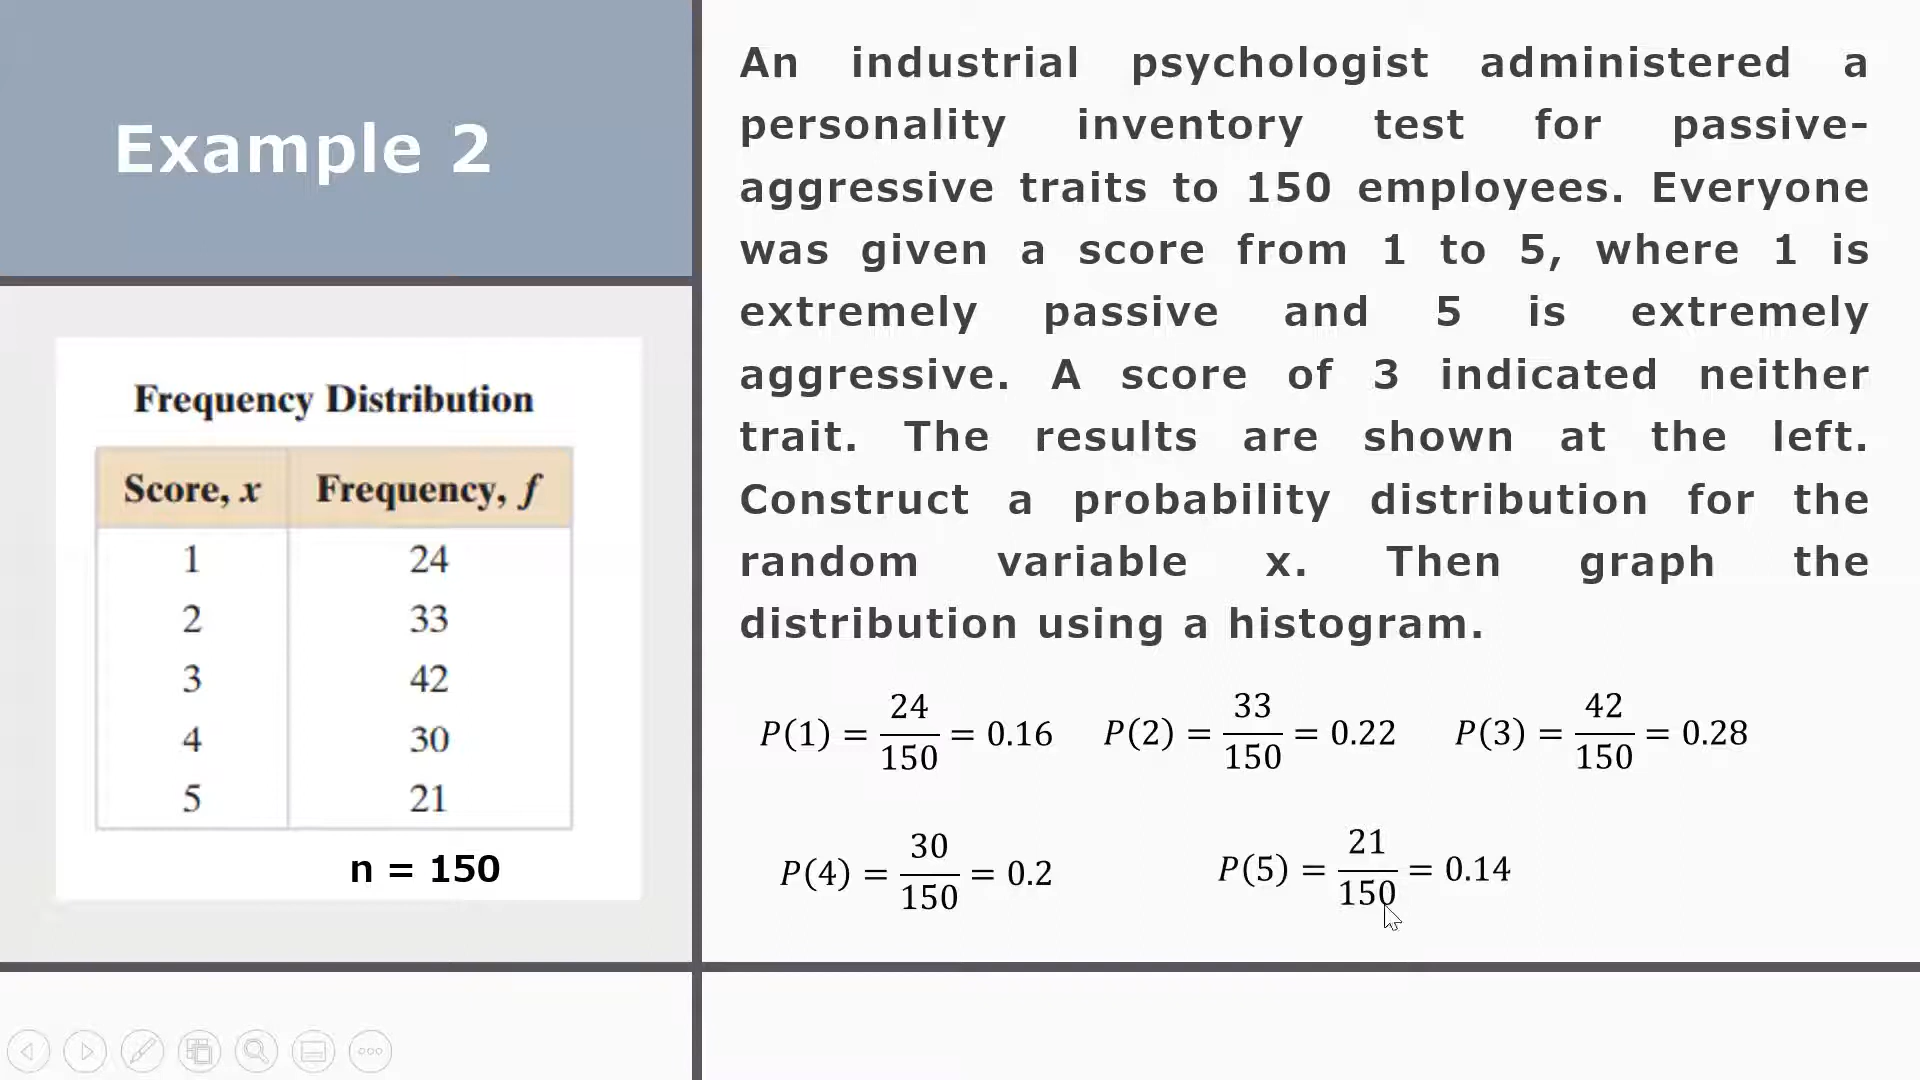 Example 2
Frequency Distribution
Score, x Frequency, f
1 24
2 33
3 42
4 30
5 21
n = 150
An industrial psychologist administered a
personality inventory test for passive-
aggressive traits to 150 employees. Everyone
was given a score from 1 to 5, where 1 is
extremely passive and 5 is extremely
aggressive. A score of 3 indicated neither
trait. The results are shown at the left.
Construct a probability distribution for the
random variable x. Then graph the
distribution using a histogram.
P(1) = 24/150 = 0.16 P(2) = 33/150 = 0.22 P(3) = 42/150 = 0.28
P(4) = 30/150 = 0.2 P(5) = 21/150 = 0.14